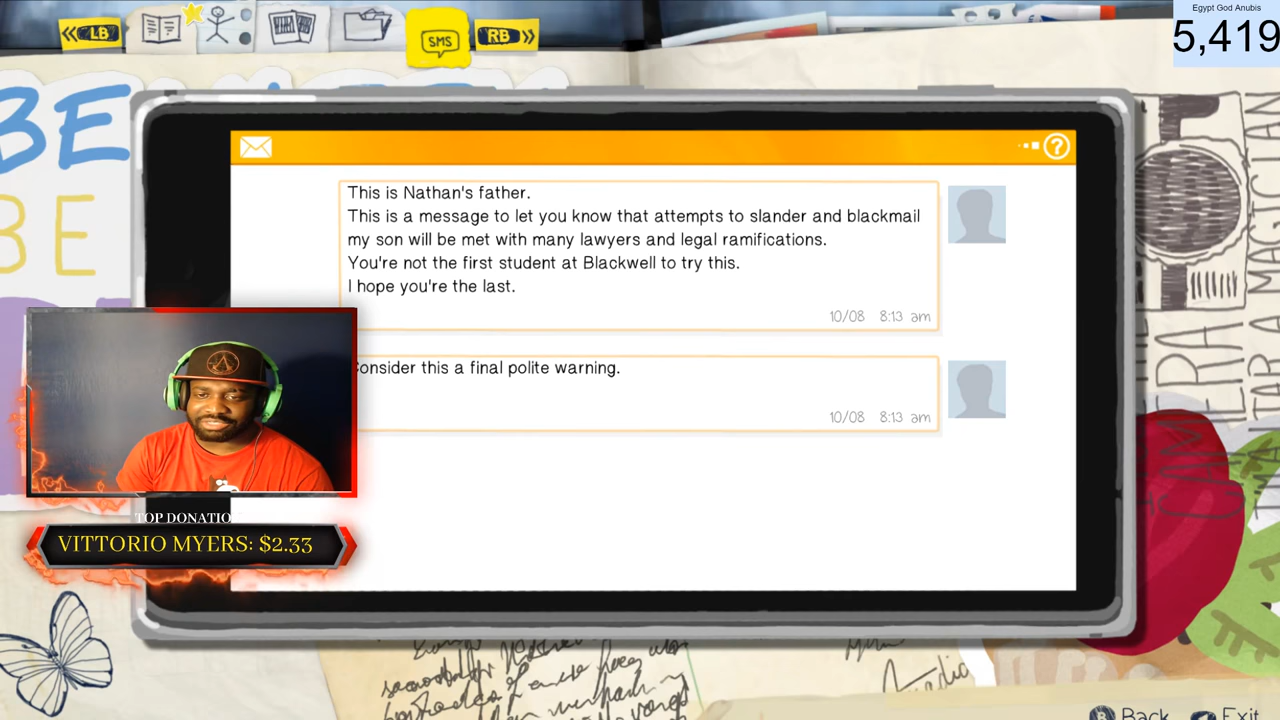 Egypt God Anubis
5,419
LB
SMS
RB
BE
BE
?
This is Nathan's father.
This is a message to let you know that attempts to slander and blackmail
my son will be met with many lawyers and legal ramifications.
You're not the first student at Blackwell to try this.
I hope you're the last.
10/08 8:13 am
Consider this a final polite warning.
10/08 8:13 am
TOP DONATIO
VITTORIO MYERS: $2.33
B Back
Exit